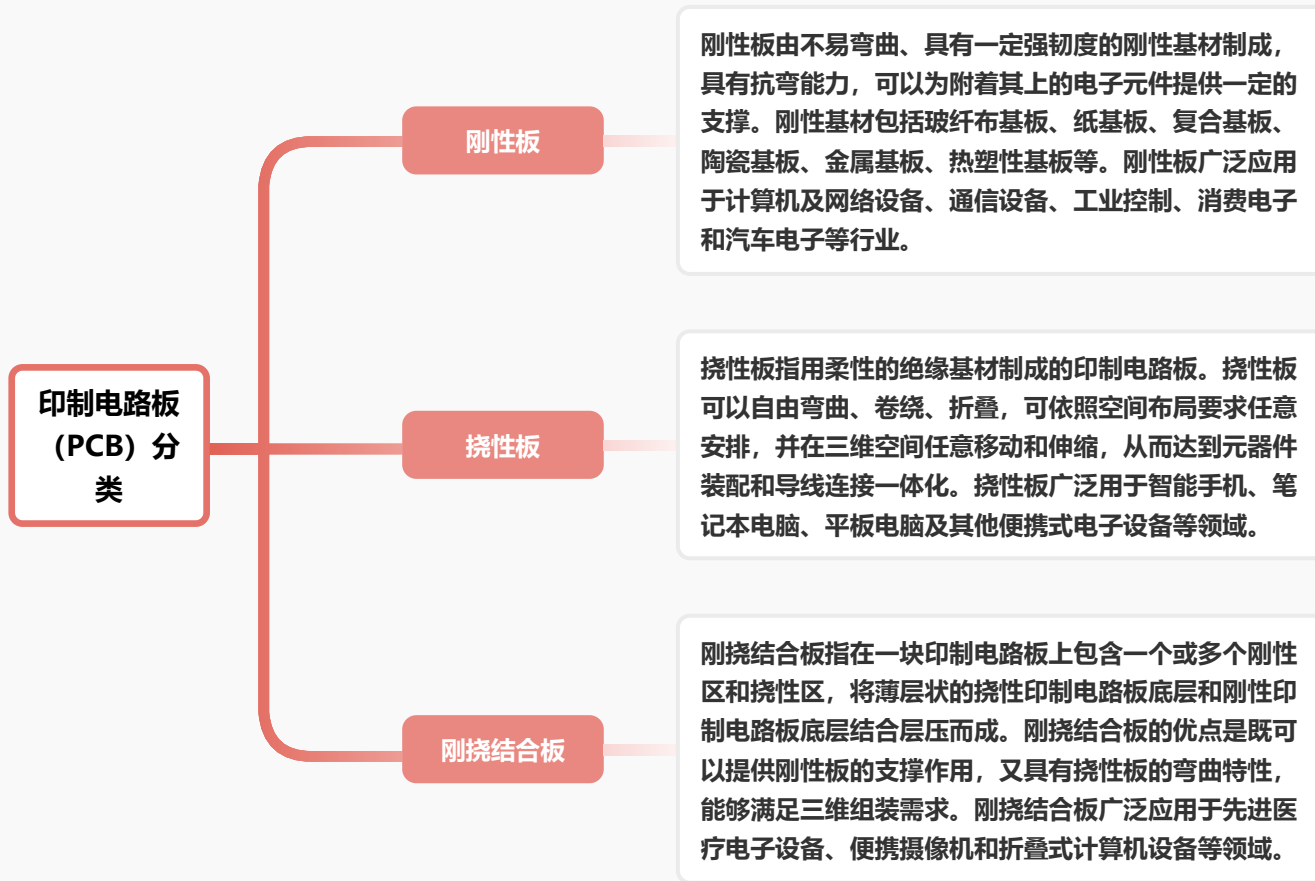 印制电路板
（PCB）分
类
刚性板
刚性板由不易弯曲、具有一定强韧度的刚性基材制成，
具有抗弯能力，可以为附着其上的电子元件提供一定的
支撑。刚性基材包括玻纤布基板、纸基板、复合基板、
陶瓷基板、金属基板、热塑性基板等。刚性板广泛应用
于计算机及网络设备、通信设备、工业控制、消费电子
和汽车电子等行业。
挠性板
挠性板指用柔性的绝缘基材制成的印制电路板。挠性板
可以自由弯曲、卷绕、折叠，可依照空间布局要求任意
安排，并在三维空间任意移动和伸缩，从而达到元器件
装配和导线连接一体化。挠性板广泛用于智能手机、笔
记本电脑、平板电脑及其他便携式电子设备等领域。
刚挠结合板
刚挠结合板指在一块印制电路板上包含一个或多个刚性
区和挠性区，将薄层状的挠性印制电路板底层和刚性印
制电路板底层结合层压而成。刚挠结合板的优点是既可
以提供刚性板的支撑作用，又具有挠性板的弯曲特性，
能够满足三维组装需求。刚挠结合板广泛应用于先进医
疗电子设备、便携摄像机和折叠式计算机设备等领域。